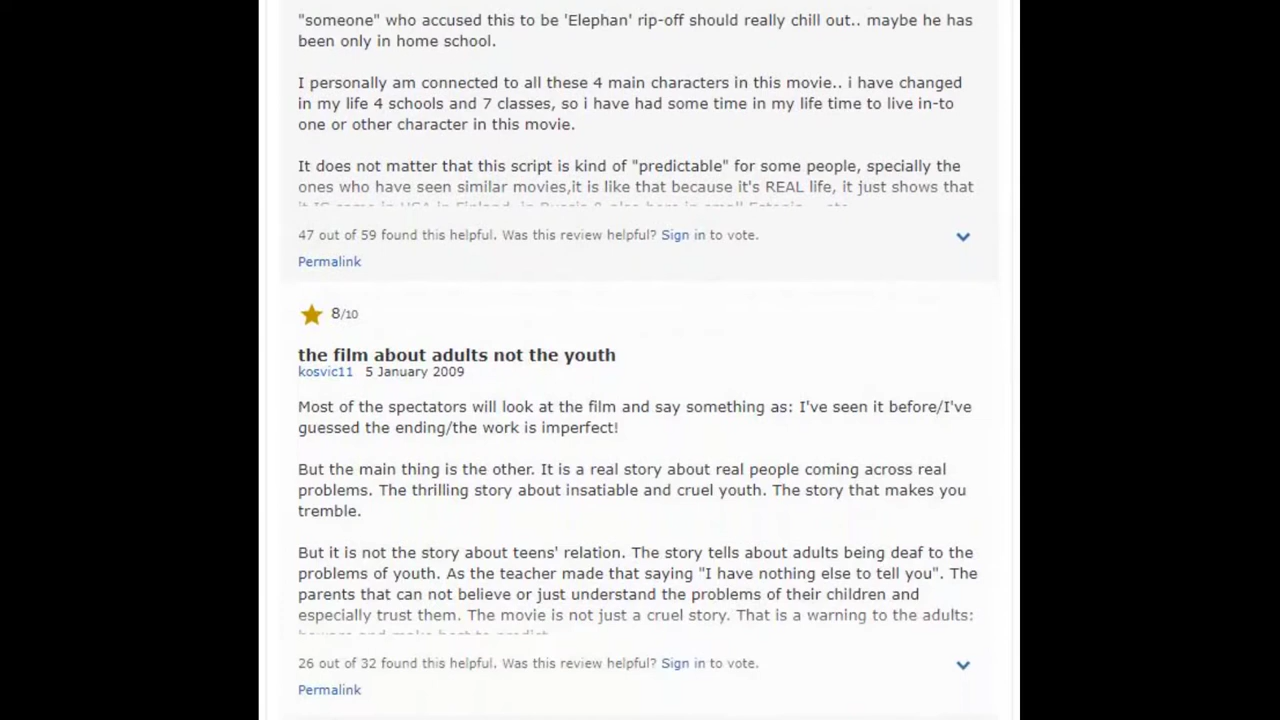 "someone" who accused this to be 'Elephan' rip-off should really chill out.. maybe he has
been only in home school.
I personally am connected to all these 4 main characters in this movie.. i have changed
in my life 4 schools and 7 classes, so i have had some time in my life time to live in-to
one or other character in this movie.
It does not matter that this script is kind of "predictable" for some people, specially the
ones who have seen similar movies,it is like that because it's REAL life, it just shows that
47 out of 59 found this helpful. Was this review helpful? Sign in to vote.
Permalink
8/10
the film about adults not the youth
kosvic11 5 January 2009
Most of the spectators will look at the film and say something as: I've seen it before/I've
guessed the ending/the work is imperfect!
But the main thing is the other. It is a real story about real people coming across real
problems. The thrilling story about insatiable and cruel youth. The story that makes you
tremble.
But it is not the story about teens' relation. The story tells about adults being deaf to the
problems of youth. As the teacher made that saying "I have nothing else to tell you". The
parents that can not believe or just understand the problems of their children and
especially trust them. The movie is not just a cruel story. That is a warning to the adults:
26 out of 32 found this helpful. Was this review helpful? Sign in to vote.
Permalink